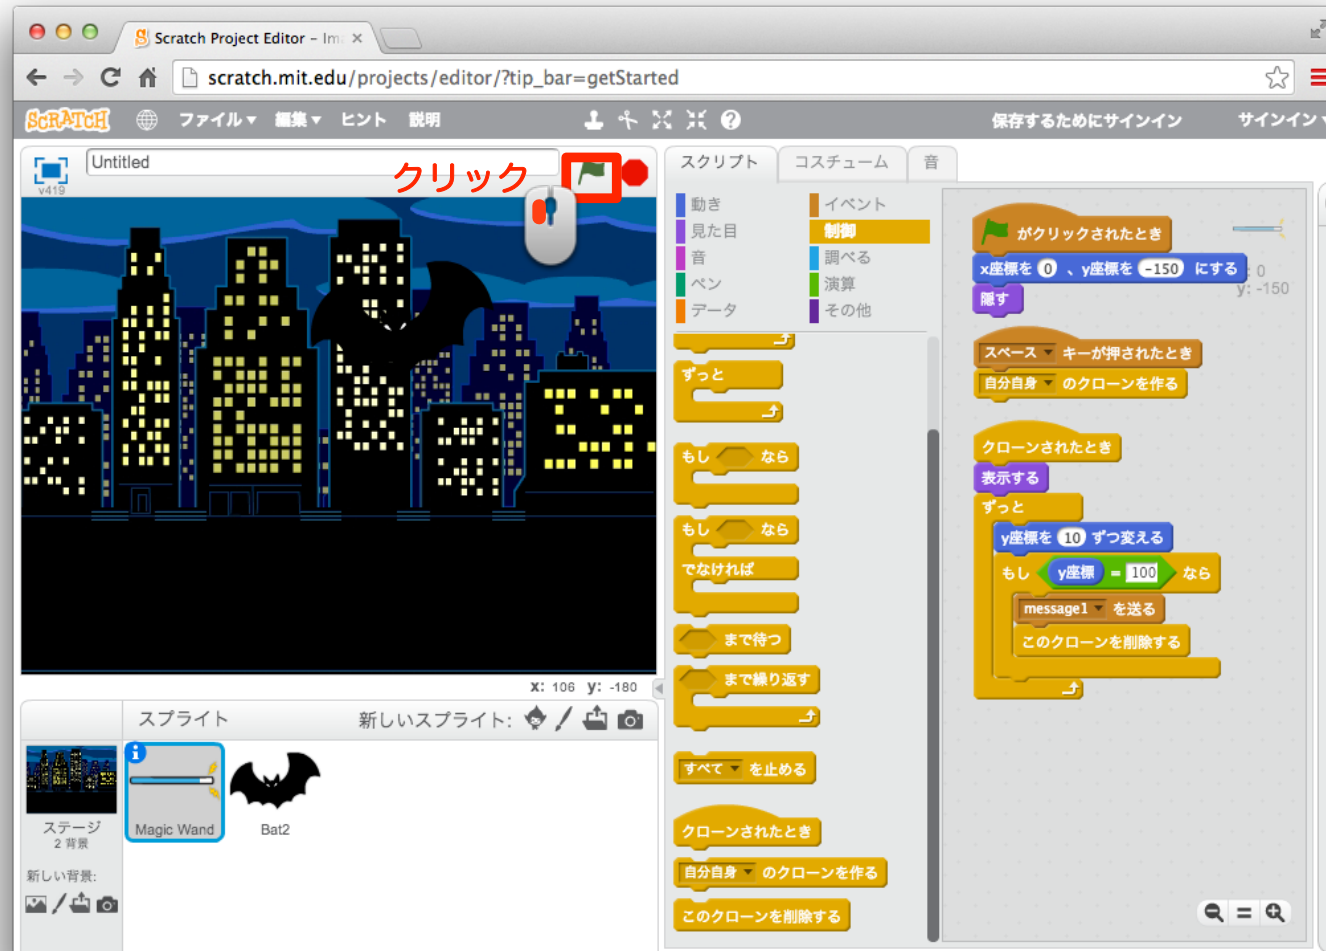 Scratch Project Editor – Im
scratch.mit.edu/projects/editor/?tip_bar=getStarted
SCRATCH
ファイル▼ 編集▼ ヒント 説明
保存するためにサインイン サインイン
v419
Untitled
クリック
x: 106 y: -180
スプライト
新しいスプライト:
ステージ
2 背景
新しい背景:
Magic Wand
Bat2
スクリプト コスチューム 音
動き
見た目
音
ペン
データ
イベント
制御
調べる
演算
その他
ずっと
もし なら
もし なら
でなければ
まで待つ
まで繰り返す
すべて▼ を止める
クローンされたとき
自分自身▼ のクローンを作る
このクローンを削除する
がクリックされたとき
x座標を 0 、y座標を -150 にする
隠す
x: 0
y: -150
スペース▼ キーが押されたとき
自分自身▼ のクローンを作る
クローンされたとき
表示する
ずっと
y座標を 10 ずつ変える
もし y座標 = 100 なら
message1▼ を送る
このクローンを削除する